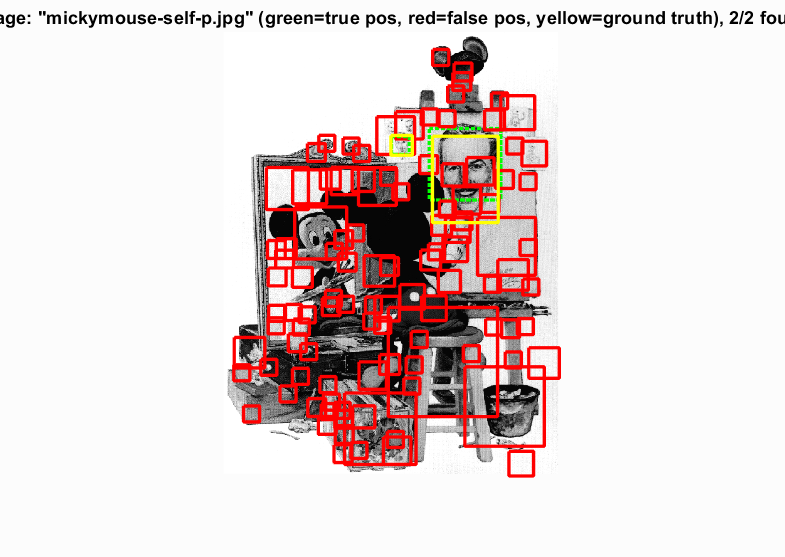 age: "mickymouse-self-p.jpg" (green=true pos, red=false pos, yellow=ground truth), 2/2 fou